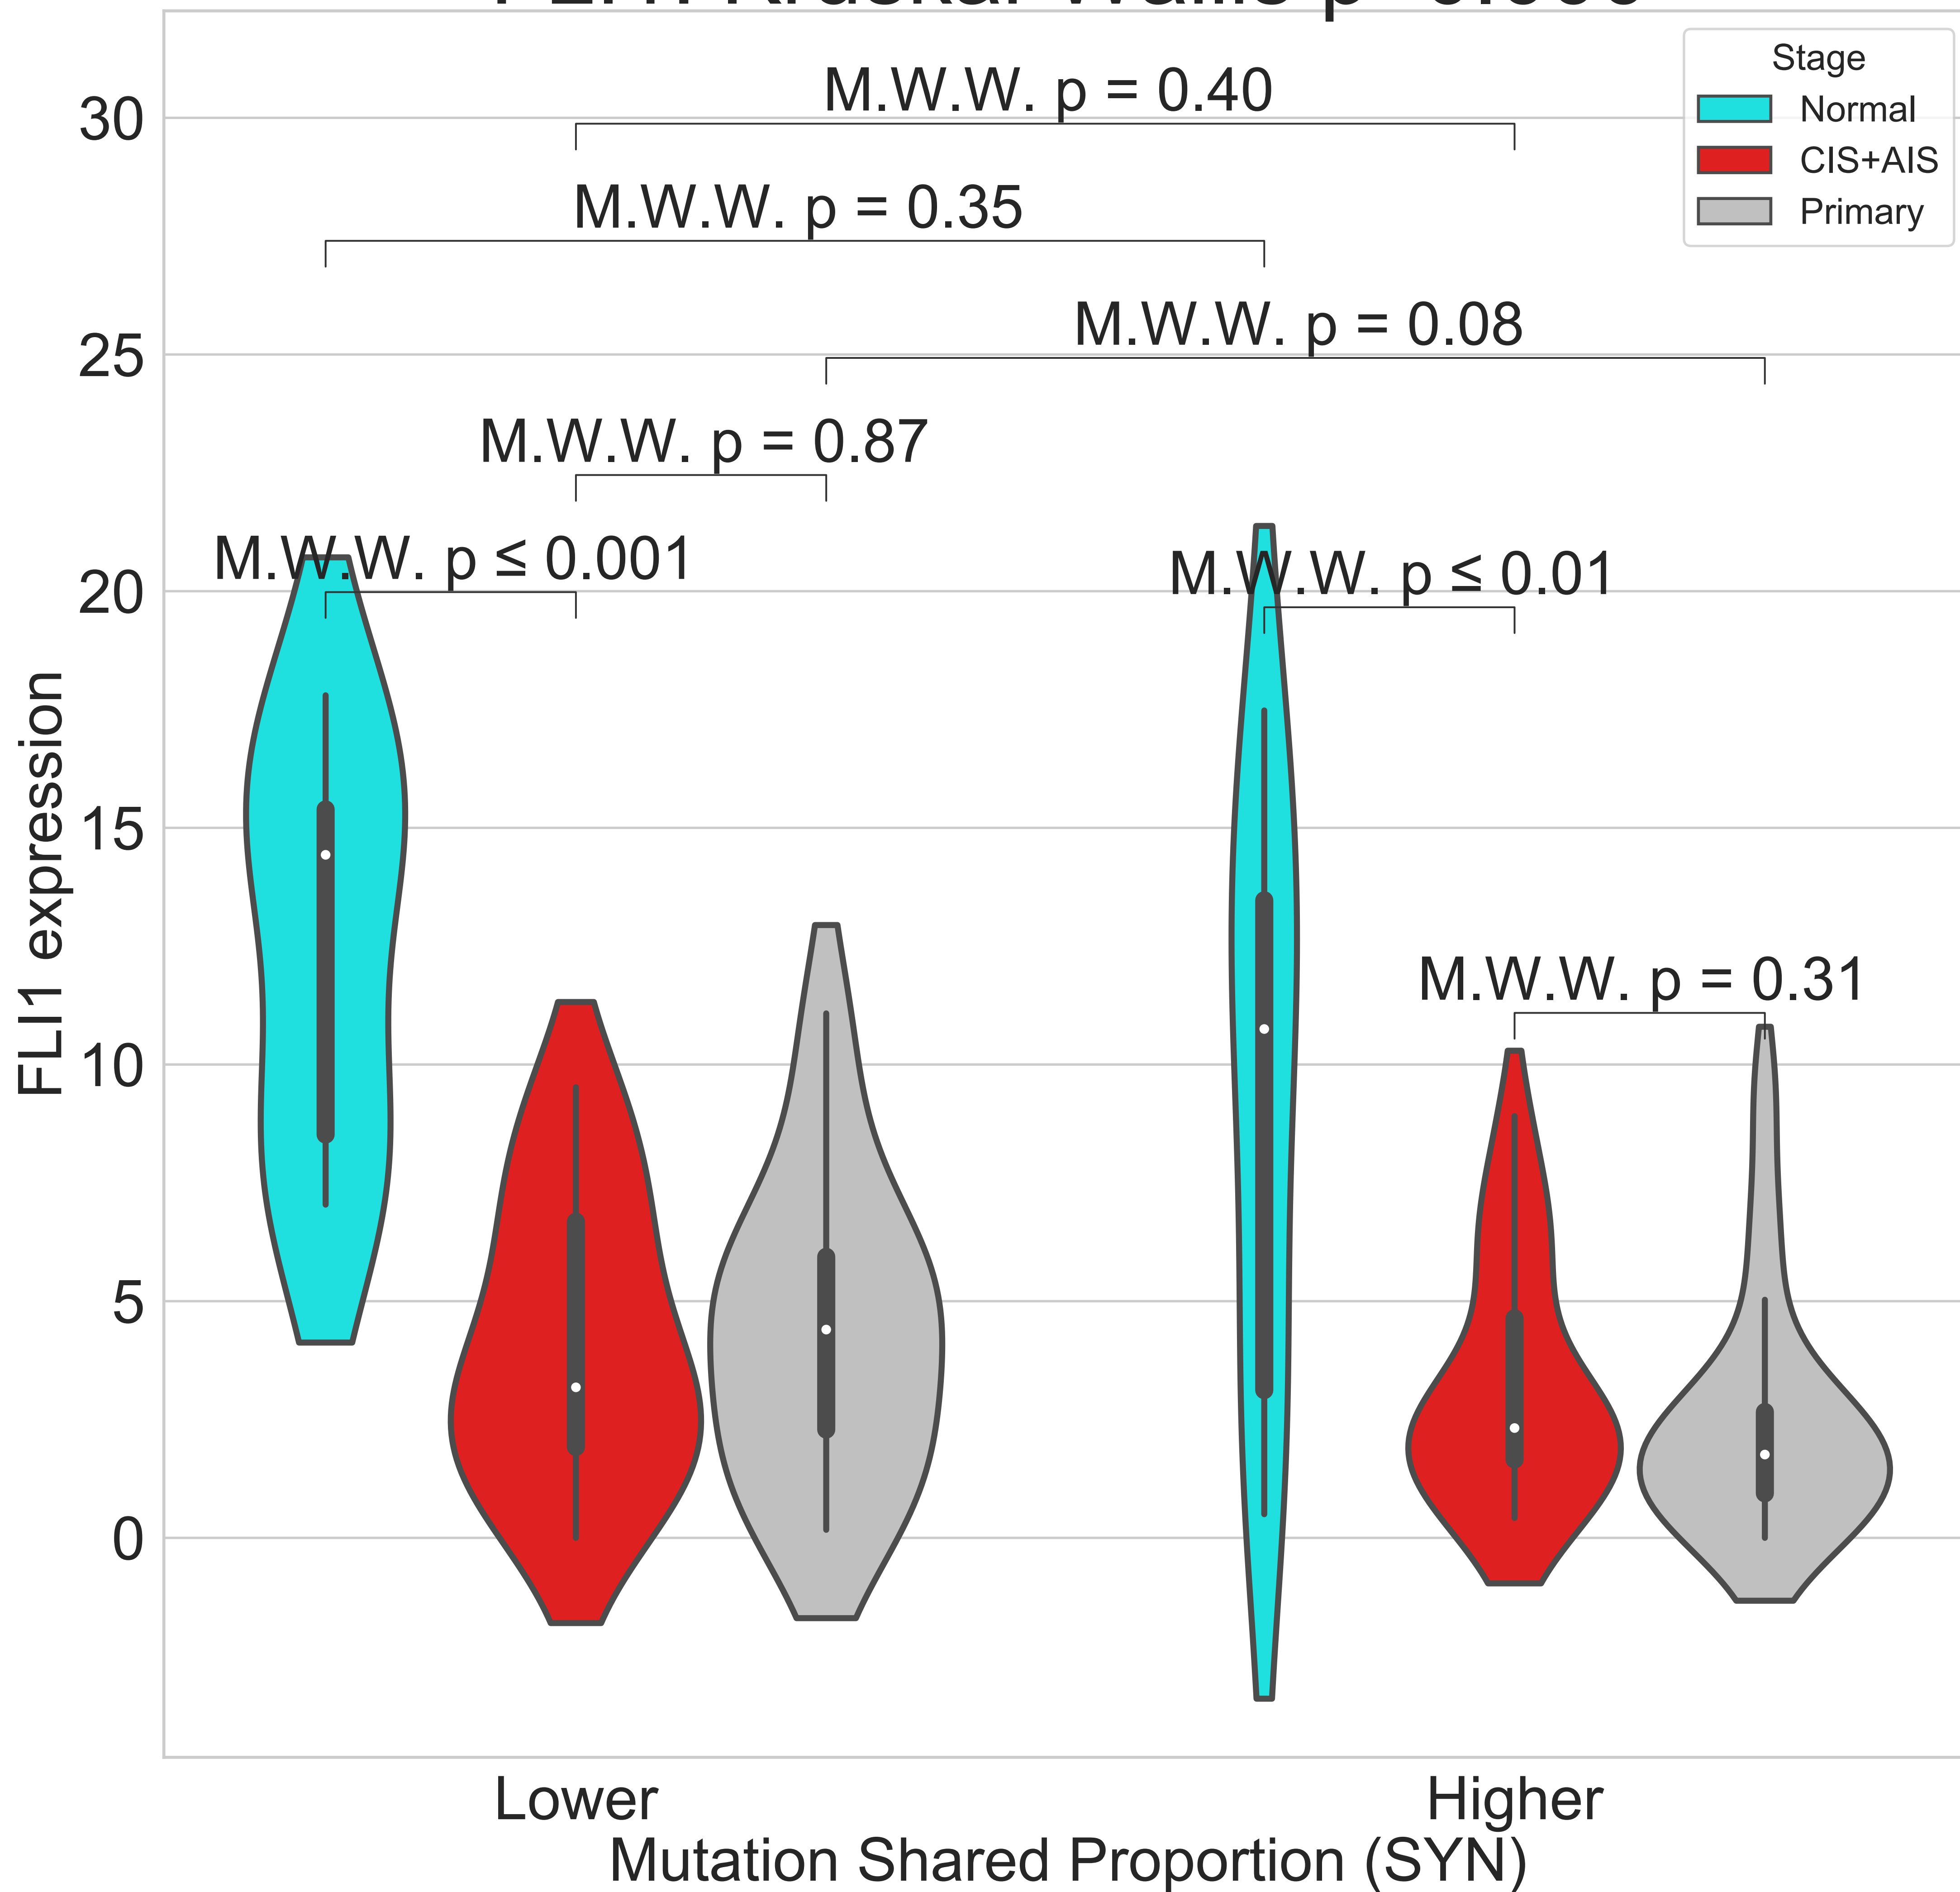 Stage
Normal
CIS+AIS
Primary
M.W.W. p = 0.40
M.W.W. p = 0.35
M.W.W. p = 0.08
M.W.W. p = 0.87
M.W.W. p ≤ 0.001
M.W.W. p ≤ 0.01
M.W.W. p = 0.31
30
25
20
15
10
5
0
FLI1 expression
Lower
Higher
Mutation Shared Proportion (SYN)